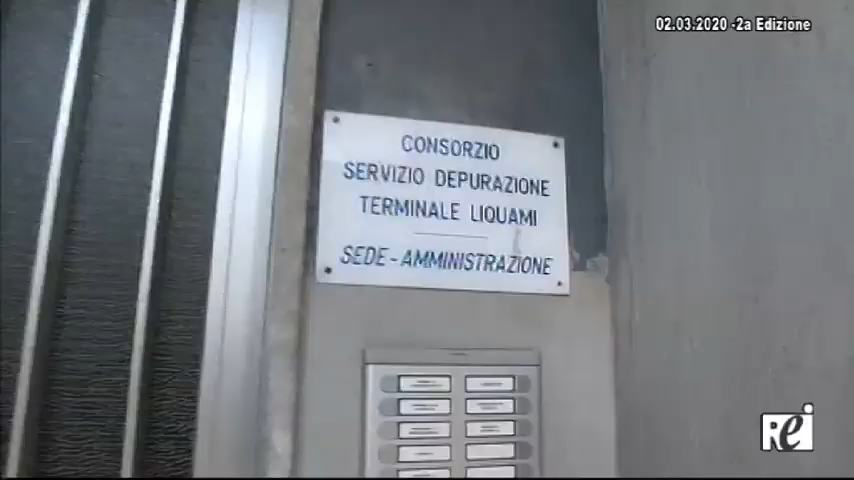 02.03.2020 -2a Edizione
CONSORZIO
SERVIZIO DEPURAZIONE
TERMINALE LIQUAMI
SEDE - AMMINISTRAZIONE
Rei